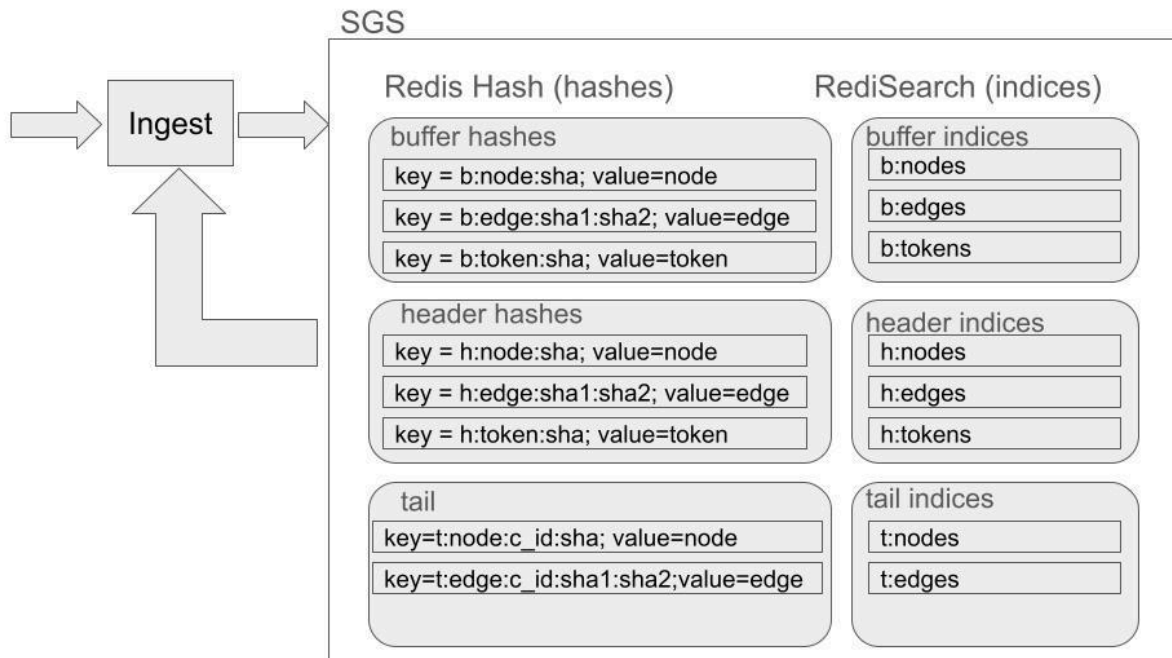 SGS
Ingest
Redis Hash (hashes)
RediSearch (indices)
buffer hashes
key = b:node:sha; value=node
key = b:edge:sha1:sha2; value=edge
key = b:token:sha; value=token
buffer indices
b:nodes
b:edges
b:tokens
header hashes
key = h:node:sha; value=node
key = h:edge:sha1:sha2; value=edge
key = h:token:sha; value=token
header indices
h:nodes
h:edges
h:tokens
tail
key=t:node:c_id:sha; value=node
key=t:edge:c_id:sha1:sha2;value=edge
tail indices
t:nodes
t:edges